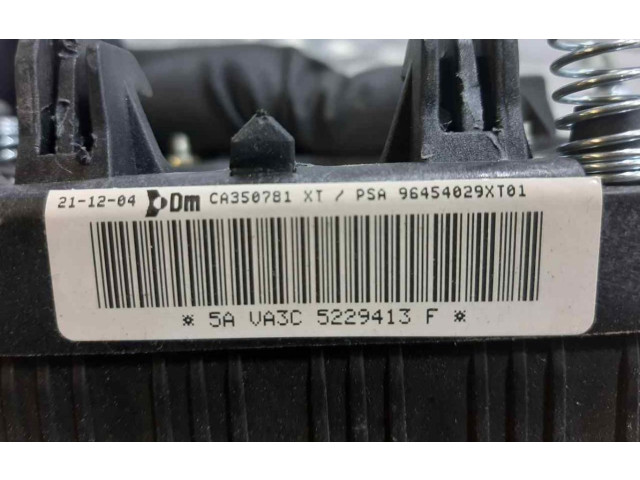 21-12-04 Dm CA350781 XT / PSA 96454029XT01
* 5A VA3C 5229413 F *